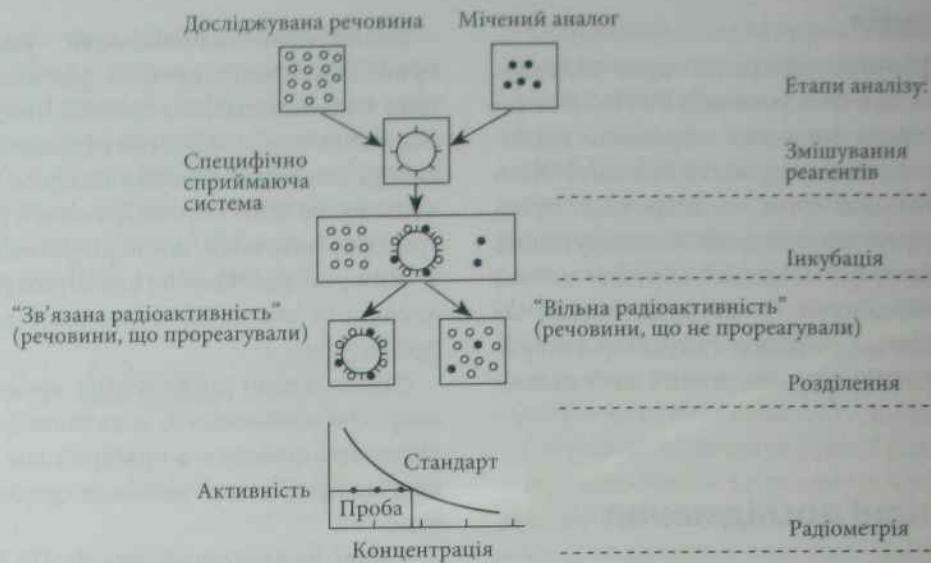 Досліджувана речовина
Мічений аналог
Етапи аналізу:
Специфічно
сприймаюча
система
Змішування
реагентів
Інкубація
“Зв’язана радіоактивність”
(речовини, що прореагували)
“Вільна радіоактивність”
(речовини, що не прореагували)
Розділення
Активність
Стандарт
Проба
Концентрація
Радіометрія